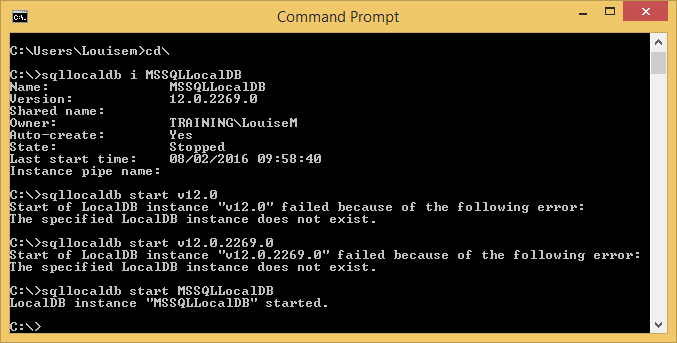 Command Prompt
C:\Users\Louisem>cd\
C:\>sqllocaldb i MSSQLLocalDB
Name:               MSSQLLocalDB
Version:            12.0.2269.0
Shared name:
Owner:              TRAINING\LouiseM
Auto-create:        Yes
State:              Stopped
Last start time:    08/02/2016 09:58:40
Instance pipe name:
C:\>sqllocaldb start v12.0
Start of LocalDB instance "v12.0" failed because of the following error:
The specified LocalDB instance does not exist.
C:\>sqllocaldb start v12.0.2269.0
Start of LocalDB instance "v12.0.2269.0" failed because of the following error:
The specified LocalDB instance does not exist.
C:\>sqllocaldb start MSSQLLocalDB
LocalDB instance "MSSQLLocalDB" started.
C:\>